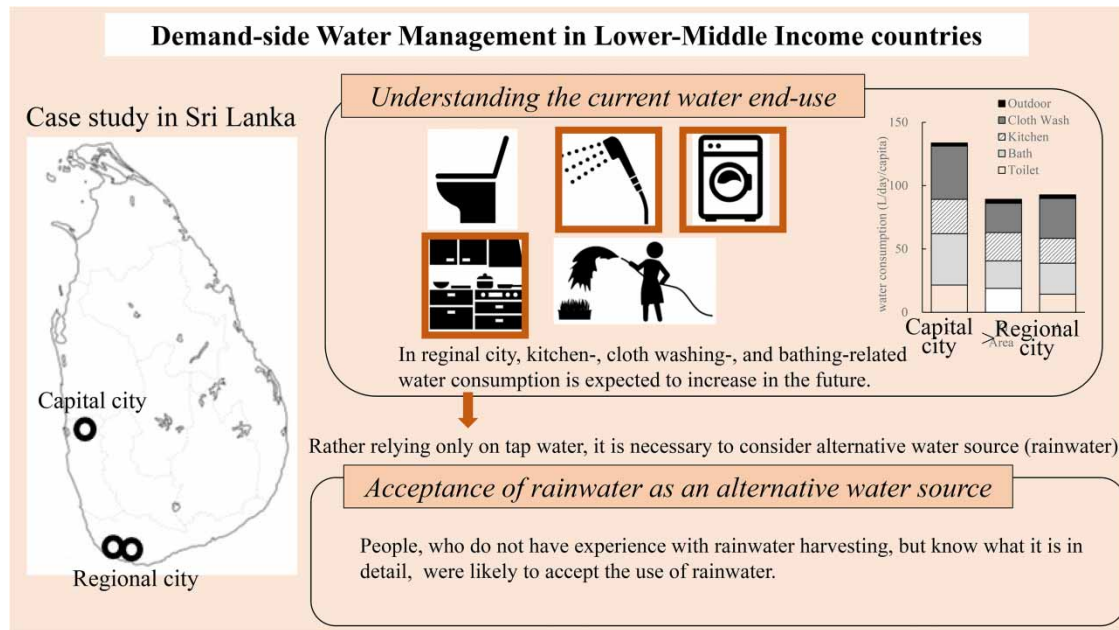 Demand-side Water Management in Lower-Middle Income countries
Case study in Sri Lanka
Capital city
Regional city
Understanding the current water end-use
Outdoor
Cloth Wash
Kitchen
Bath
Toilet
water consumption (L/day/capita)
150
100
50
0
Capital
city
>
Area
Regional
city
In reginal city, kitchen-, cloth washing-, and bathing-related
water consumption is expected to increase in the future.
Rather relying only on tap water, it is necessary to consider alternative water source (rainwater)
Acceptance of rainwater as an alternative water source
People, who do not have experience with rainwater harvesting, but know what it is in
detail, were likely to accept the use of rainwater.